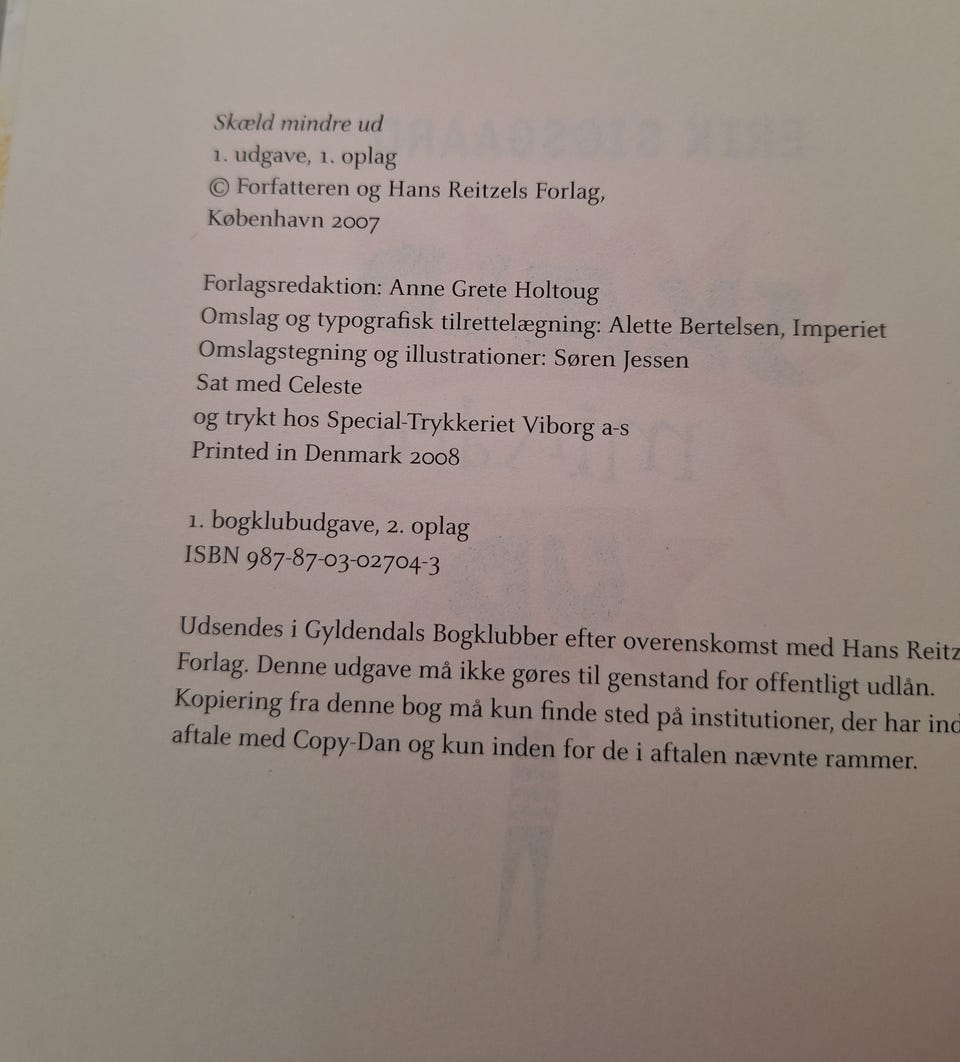 Skæld mindre ud
1. udgave, 1. oplag
© Forfatteren og Hans Reitzels Forlag,
København 2007
Forlagsredaktion: Anne Grete Holtoug
Omslag og typografisk tilrettelægning: Alette Bertelsen, Imperiet
Omslagstegning og illustrationer: Søren Jessen
Sat med Celeste
og trykt hos Special-Trykkeriet Viborg a-s
Printed in Denmark 2008
1. bogklubudgave, 2. oplag
ISBN 987-87-03-02704-3
Udsendes i Gyldendals Bogklubber efter overenskomst med Hans Reitz
Forlag. Denne udgave må ikke gøres til genstand for offentligt udlån.
Kopiering fra denne bog må kun finde sted på institutioner, der har ind
aftale med Copy-Dan og kun inden for de i aftalen nævnte rammer.